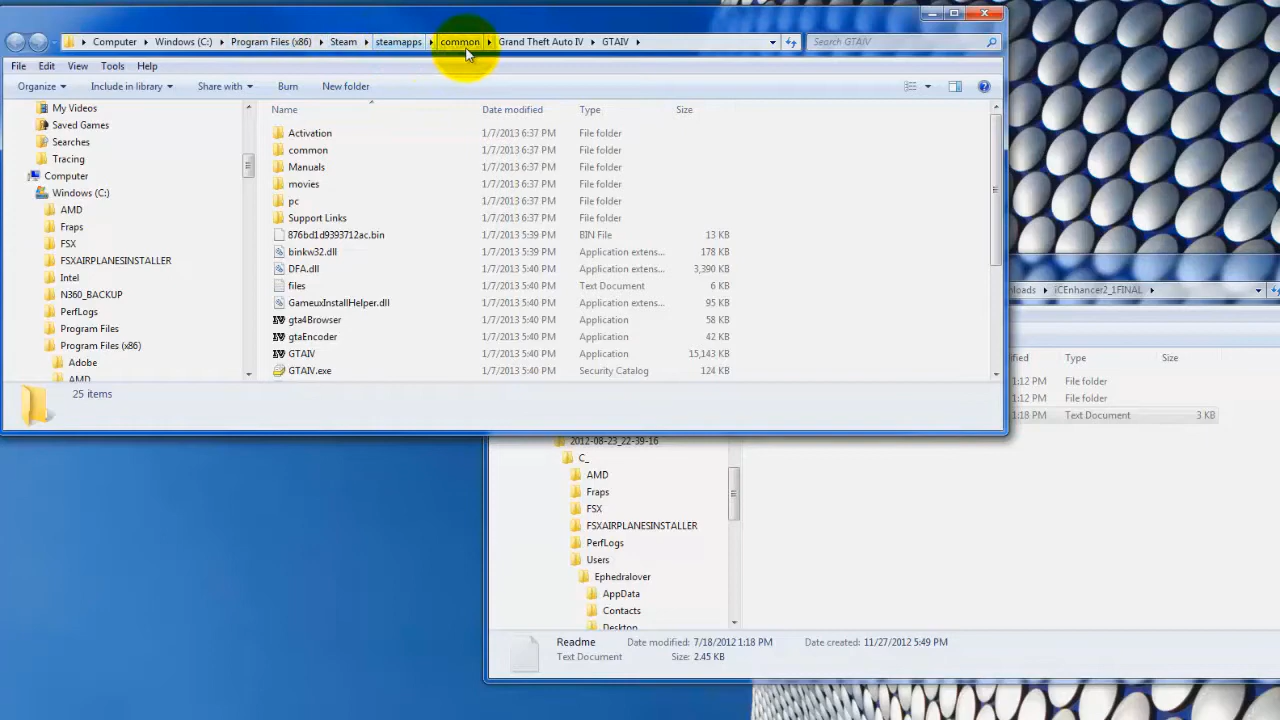 Computer Windows (C:) Program Files (x86) Steam steamapps common Grand Theft Auto IV GTAIV Search GTAIV
File Edit View Tools Help
Organize Include in library Share with Burn New folder
My Videos
Saved Games
Searches
Tracing
Computer
Windows (C:)
AMD
Fraps
FSX
FSXAIRPLANESINSTALLER
Intel
N360_BACKUP
PerfLogs
Program Files
Program Files (x86)
Adobe
AMD
Name Date modified Type Size
Activation 1/7/2013 6:37 PM File folder
common 1/7/2013 6:37 PM File folder
Manuals 1/7/2013 6:37 PM File folder
movies 1/7/2013 6:37 PM File folder
pc 1/7/2013 6:37 PM File folder
Support Links 1/7/2013 6:37 PM File folder
876bd1d9393712ac.bin 1/7/2013 5:39 PM BIN File 13 KB
binkw32.dll 1/7/2013 5:39 PM Application extens... 178 KB
DFA.dll 1/7/2013 5:40 PM Application extens... 3,390 KB
files 1/7/2013 5:40 PM Text Document 6 KB
GameuxInstallHelper.dll 1/7/2013 5:40 PM Application extens... 95 KB
gta4Browser 1/7/2013 5:40 PM Application 58 KB
gtaEncoder 1/7/2013 5:40 PM Application 42 KB
GTAIV 1/7/2013 5:40 PM Application 15,143 KB
GTAIV.exe 1/7/2013 5:40 PM Security Catalog 124 KB
25 items
nloads iCEnhancer2_1FINAL
ified Type Size
1:12 PM File folder
1:12 PM File folder
1:18 PM Text Document 3 KB
2012-08-23_22-39-16
C_
AMD
Fraps
FSX
FSXAIRPLANESINSTALLER
PerfLogs
Users
Ephedralover
AppData
Contacts
Desktop
Readme Date modified: 7/18/2012 1:18 PM Date created: 11/27/2012 5:49 PM
Text Document Size: 2.45 KB